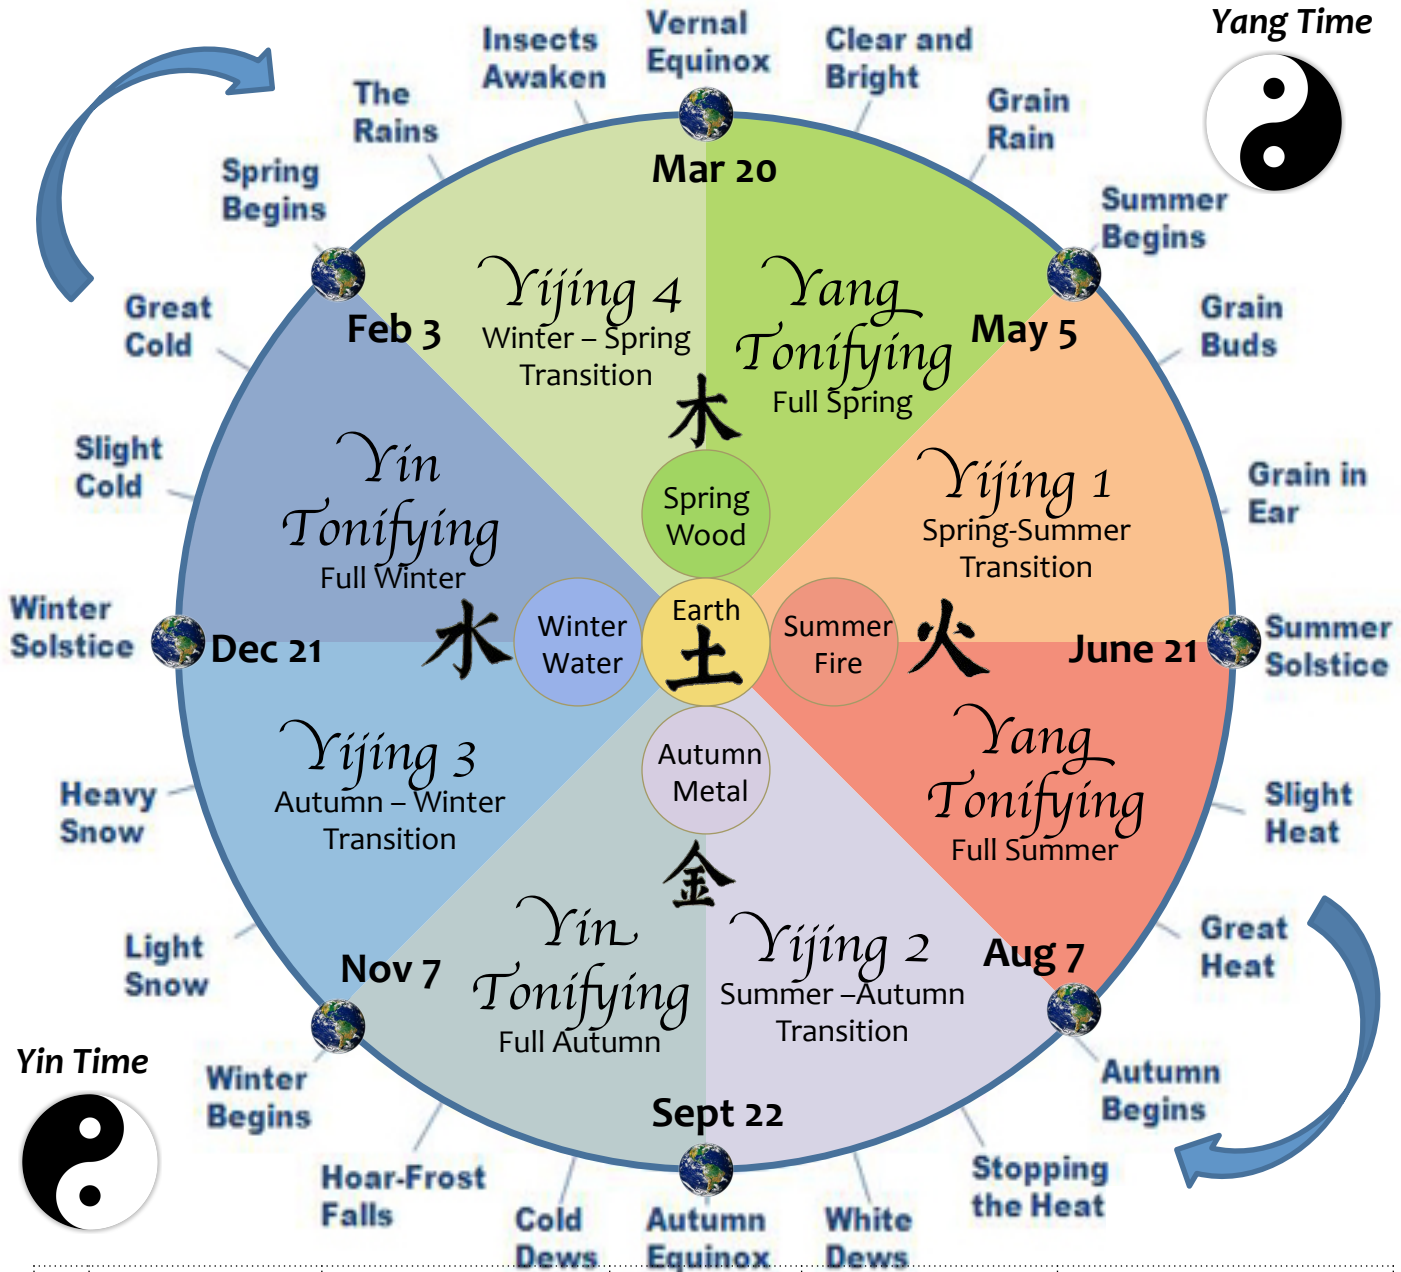 Yang Time
Vernal
Equinox
Insects
Awaken
Clear and
Bright
The
Rains
Grain
Rain
Spring
Begins
Summer
Begins
Mar 20
Great
Cold
Grain
Buds
Feb 3
May 5
Yijing 4
Winter – Spring
Transition
Yang
Tonifying
Full Spring
木
Slight
Cold
Grain in
Ear
Yin
Tonifying
Full Winter
Yijing 1
Spring-Summer
Transition
Spring
Wood
Winter
Solstice
Dec 21
水
Winter
Water
Earth
土
Summer
Fire
火
June 21
Summer
Solstice
Autumn
Metal
金
Yijing 3
Autumn – Winter
Transition
Yang
Tonifying
Full Summer
Heavy
Snow
Slight
Heat
Yin
Tonifying
Full Autumn
Yijing 2
Summer –Autumn
Transition
Light
Snow
Nov 7
Aug 7
Great
Heat
Yin Time
Winter
Begins
Sept 22
Autumn
Begins
Hoar-Frost
Falls
Cold
Dews
Autumn
Equinox
White
Dews
Stopping
the Heat